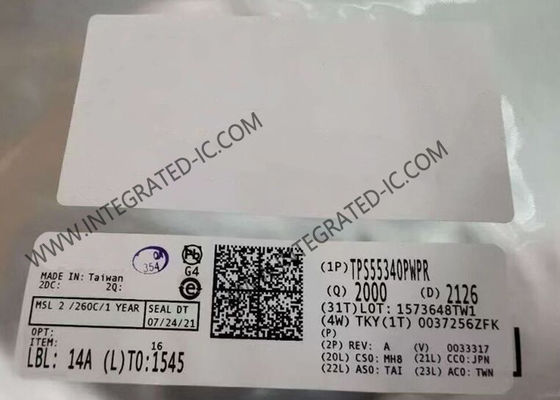 WWW.INTEGRATED-IC.COM
WWW.INTEGRATED-IC.COM
WWW.INTEGRATED-IC.COM
MADE IN: Taiwan
2DC: 2Q:
354
Pb
G4
e
MSL 2 /260C/1 YEAR
SEAL DT
07/24/21
OPT:
ITEM: 16
LBL: 14A (L)TO:1545
(1P) TPS55340PWPR
(Q) 2000 (D) 2126
(31T)LOT: 1573648TW1
(4W) TKY(1T) 0037256ZFK
(P)
(2P) REV: A (V) 0033317
(20L) CSO: MH8 (21L) CCO:JPN
(22L) ASO: TAI (23L) ACO: TWN